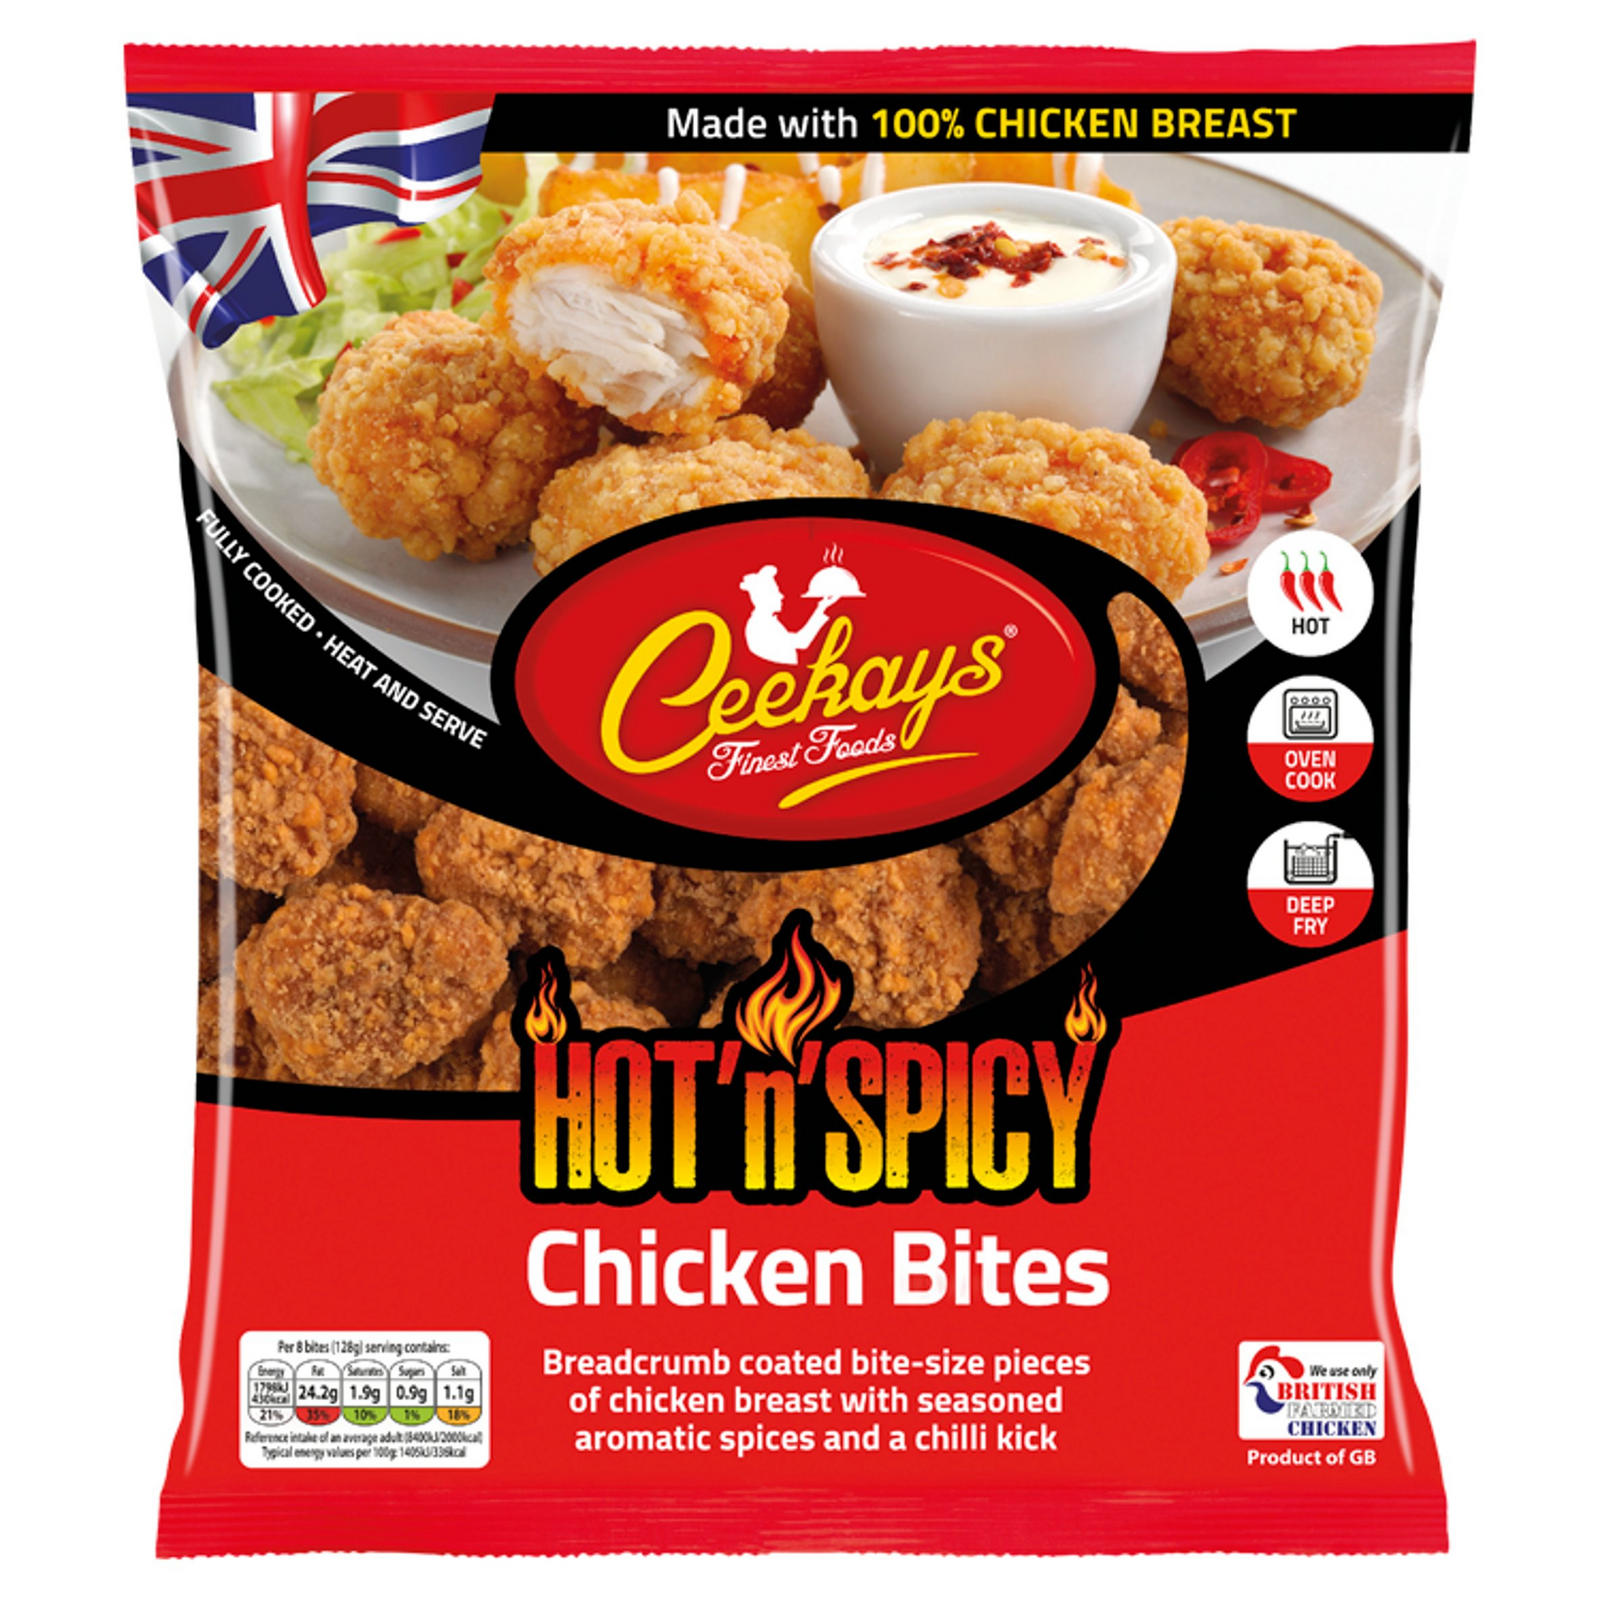 Made with 100% CHICKEN BREAST
FULLY COOKED • HEAT AND SERVE
Ceekays®
Finest Foods
HOT
OVEN
COOK
DEEP
FRY
HOT'n'SPICY
Chicken Bites
Breadcrumb coated bite-size pieces
of chicken breast with seasoned
aromatic spices and a chilli kick
Per 8 bites (128g) serving contains:
Energy Fat Saturates Sugars Salt
1798kJ
430kcal 24.2g 1.9g 0.9g 1.1g
21% 35% 10% 1% 18%
Reference intake of an average adult (8400kJ/2000kcal)
Typical energy values per 100g: 1405kJ/336kcal
We use only
BRITISH
FARMED
CHICKEN
Product of GB